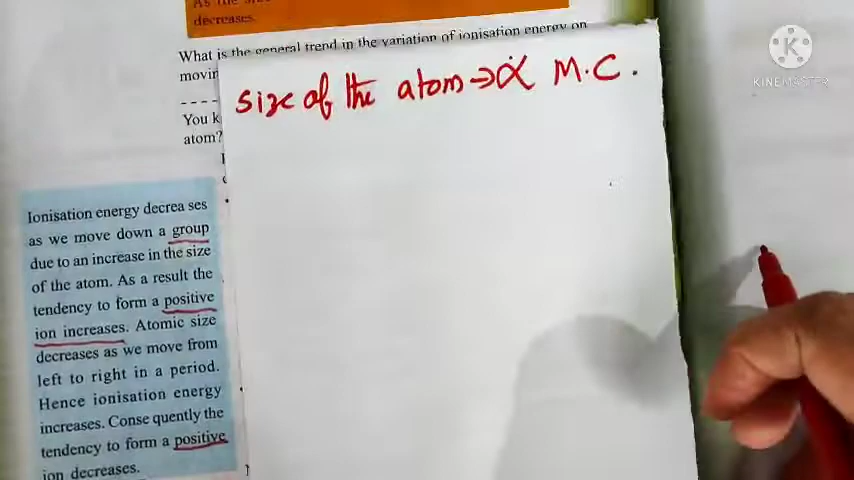 decreases.
What is the general trend in the variation of ionisation energy on
movin
size of the atom → α M.C.
You k
atom?
Ionisation energy decrea ses
as we move down a group
due to an increase in the size
of the atom. As a result the
tendency to form a positive
ion increases. Atomic size
decreases as we move from
left to right in a period.
Hence ionisation energy
increases. Conse quently the
tendency to form a positive
ion decreases.
K
KINEMASTER